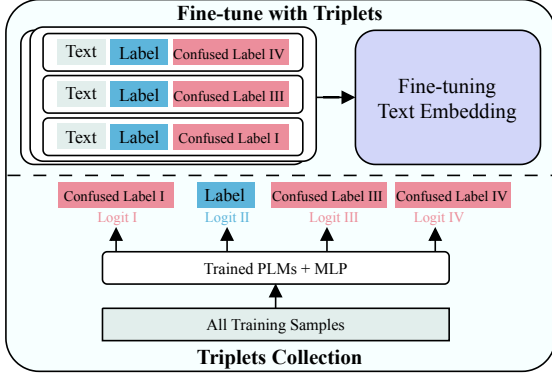 Fine-tune with Triplets
Text Label Confused Label IV
Text Label Confused Label III
Text Label Confused Label I
Fine-tuning
Text Embedding
Confused Label I Label Confused Label III Confused Label IV
Logit I Logit II Logit III Logit IV
Trained PLMs + MLP
All Training Samples
Triplets Collection